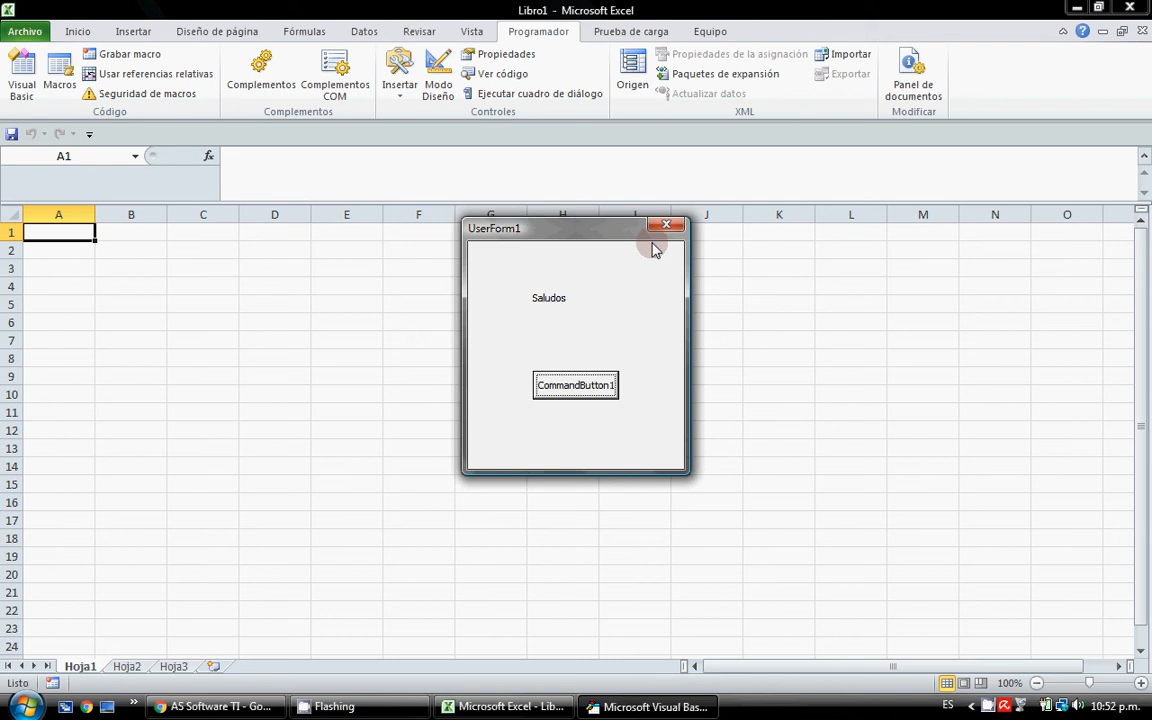 Libro1 - Microsoft Excel
Archivo Inicio Insertar Diseño de página Fórmulas Datos Revisar Vista Programador Prueba de carga Equipo
Visual Basic
Macros
Grabar macro
Usar referencias relativas
Seguridad de macros
Código
Complementos
Complementos COM
Complementos
Insertar
Modo Diseño
Propiedades
Ver código
Ejecutar cuadro de diálogo
Controles
Origen
Propiedades de la asignación
Paquetes de expansión
Actualizar datos
Importar
Exportar
XML
Panel de documentos
Modificar
A1 fx
A B C D E F G H I J K L M N O
1
2
3
4
5
6
7
8
9
10
11
12
13
14
15
16
17
18
19
20
21
22
23
24
UserForm1
Saludos
CommandButton1
Hoja1 Hoja2 Hoja3
Listo 100%
AS Software TI - Go... Flashing Microsoft Excel - Lib... Microsoft Visual Bas... ES 10:52 p.m.